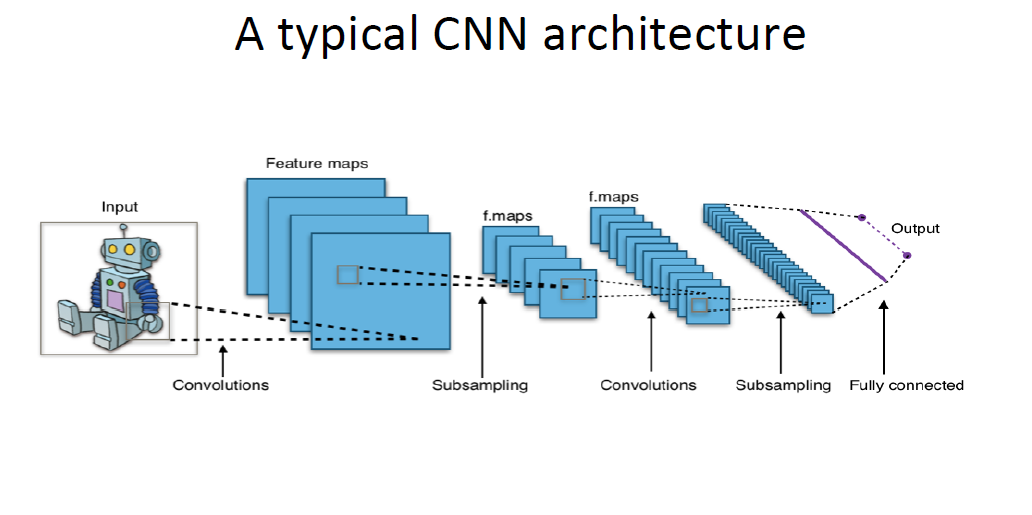 A typical CNN architecture
Feature maps
Input
f.maps
f.maps
Output
Convolutions
Subsampling
Convolutions
Subsampling
Fully connected